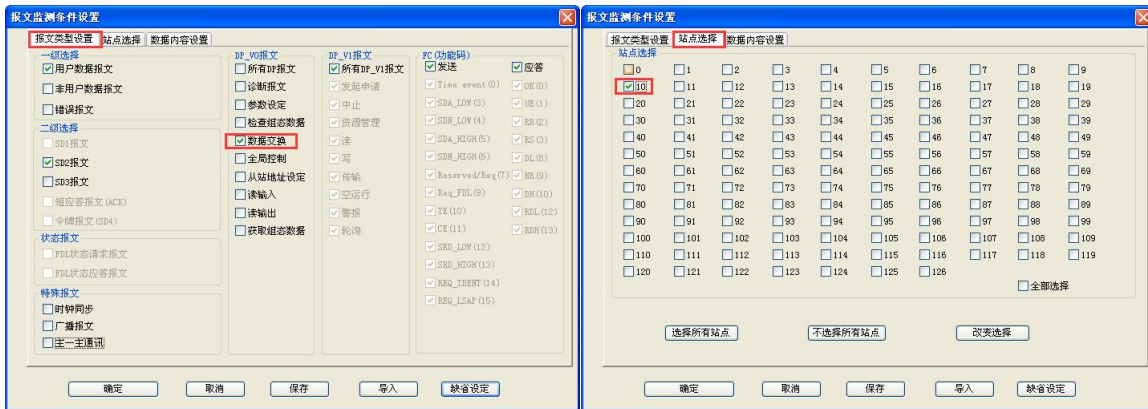 报文监测条件设置
报文类型设置 站点选择 数据内容设置
一级选择
用户数据报文
非用户数据报文
错误报文
二级选择
SD1报文
SD2报文
SD3报文
短应答报文(ACK)
令牌报文(SD4)
状态报文
FDL状态请求报文
FDL状态应答报文
特殊报文
时钟同步
广播报文
主一主通讯
DP_V0报文
所有DP报文
诊断报文
参数设定
检查组态数据
数据交换
全局控制
从站地址设定
读输入
读输出
获取组态数据
DP_V1报文
所有DP_V1报文
发起申请
中止
资源管理
读
写
传输
空运行
警报
轮询
FC(功能码)
发送
Time event(0)
SDA_LOW(3)
SDN_LOW(4)
SDA_HIGH(5)
SDN_HIGH(6)
Reserved/Req(7)
Req_FDL(9)
TE(10)
CE(11)
SRD_LOW(12)
SRD_HIGH(13)
REQ_IDENT(14)
REQ_LSAP(15)
应答
OK(0)
UE(1)
RR(2)
RS(3)
DL(8)
NR(9)
DH(10)
RDL(12)
RDH(13)
确定 取消 保存 导入 缺省设定
报文监测条件设置
报文类型设置 站点选择 数据内容设置
站点选择
0 1 2 3 4 5 6 7 8 9
10 11 12 13 14 15 16 17 18 19
20 21 22 23 24 25 26 27 28 29
30 31 32 33 34 35 36 37 38 39
40 41 42 43 44 45 46 47 48 49
50 51 52 53 54 55 56 57 58 59
60 61 62 63 64 65 66 67 68 69
70 71 72 73 74 75 76 77 78 79
80 81 82 83 84 85 86 87 88 89
90 91 92 93 94 95 96 97 98 99
100 101 102 103 104 105 106 107 108 109
110 111 112 113 114 115 116 117 118 119
120 121 122 123 124 125 126
全部选择
选择所有站点 不选择所有站点 改变选择
确定 取消 保存 导入 缺省设定